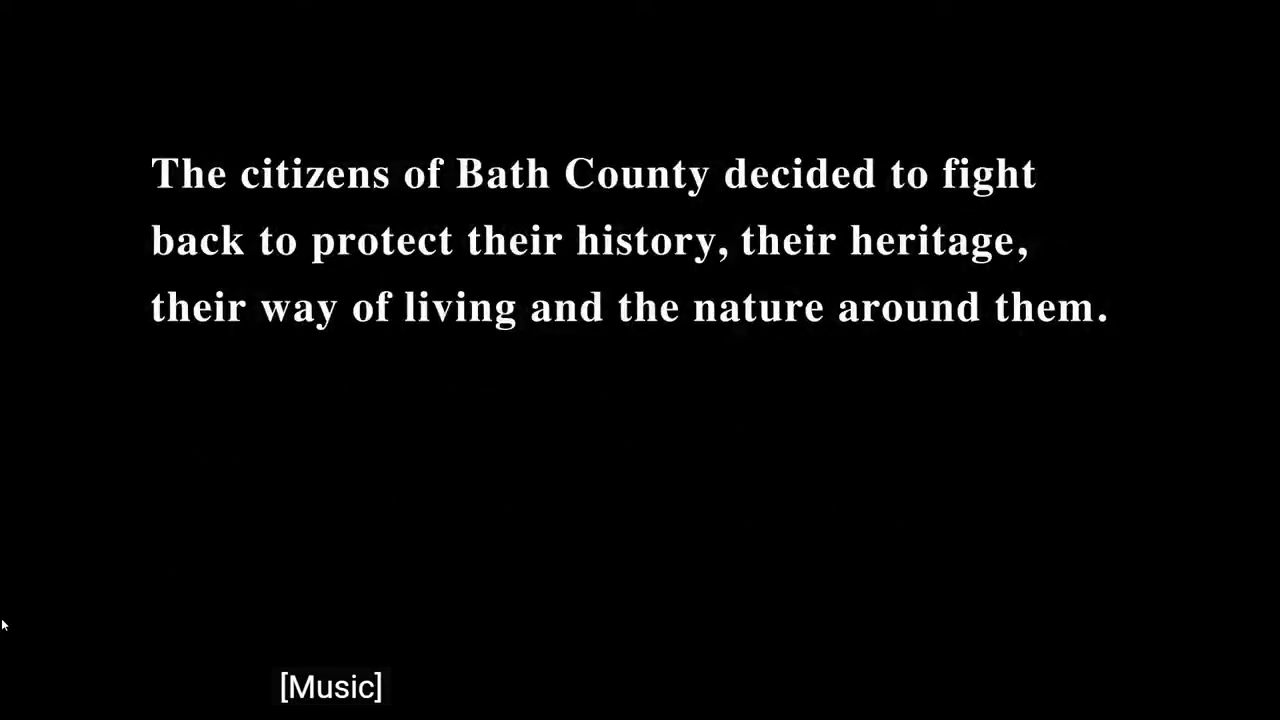 The citizens of Bath County decided to fight
back to protect their history, their heritage,
their way of living and the nature around them.
[Music]